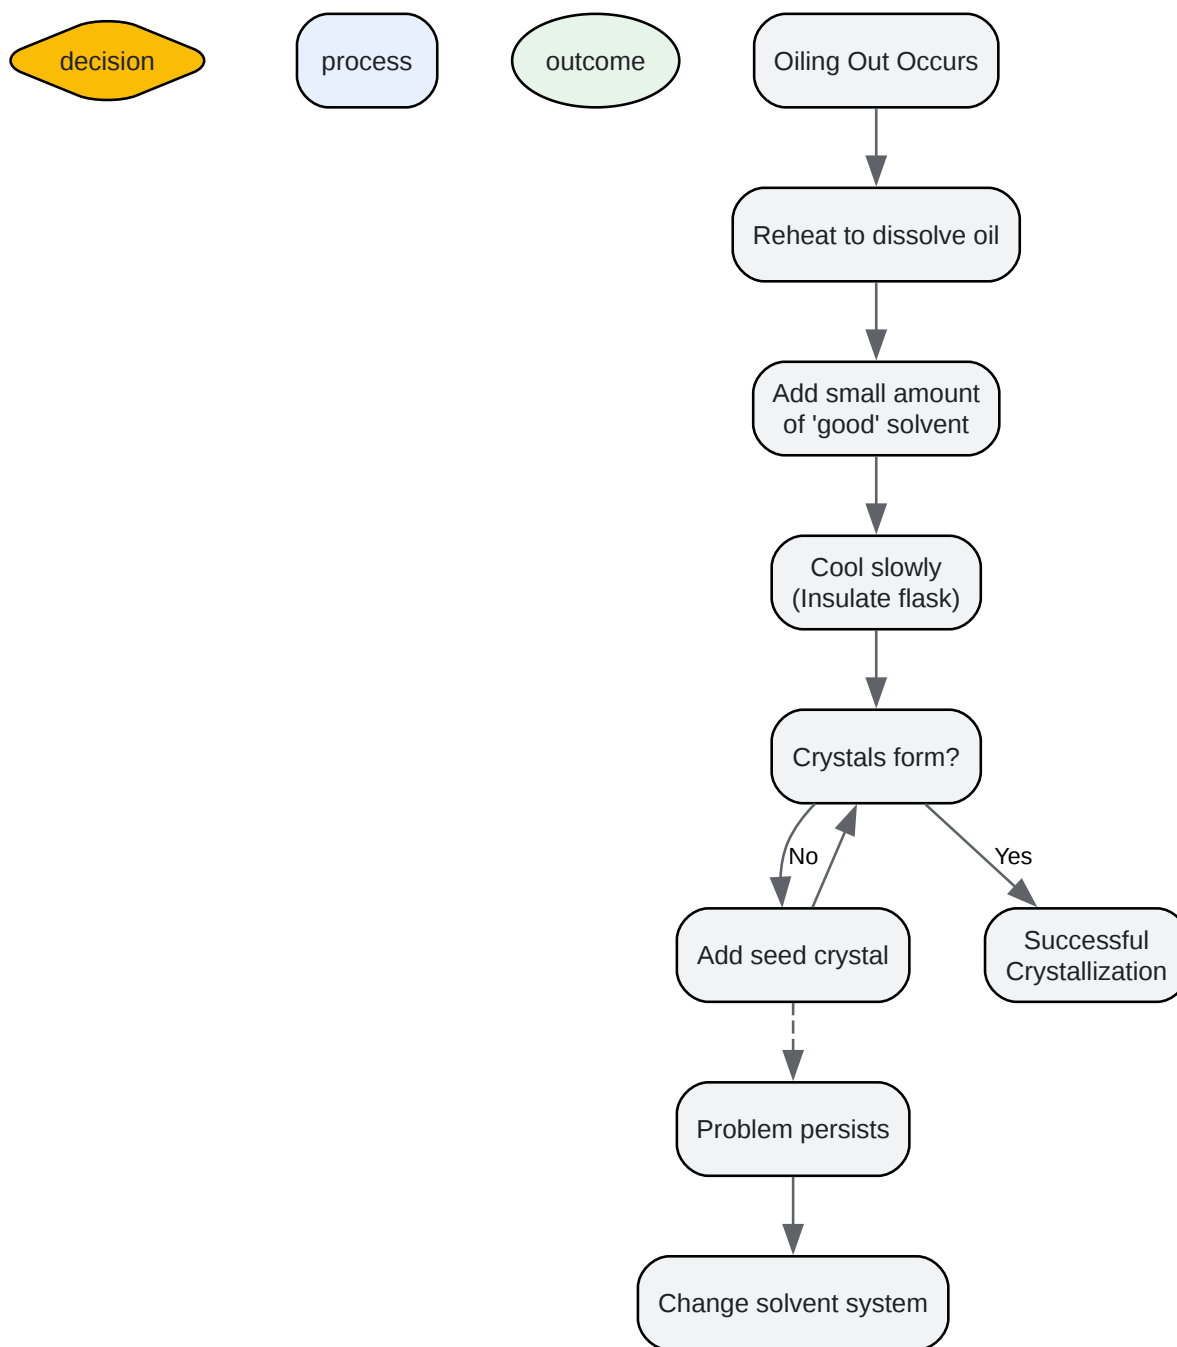 decision
process
outcome
Oiling Out Occurs
Reheat to dissolve oil
Add small amount
of 'good' solvent
Cool slowly
(Insulate flask)
Crystals form?
No
Yes
Add seed crystal
Successful
Crystallization
Problem persists
Change solvent system